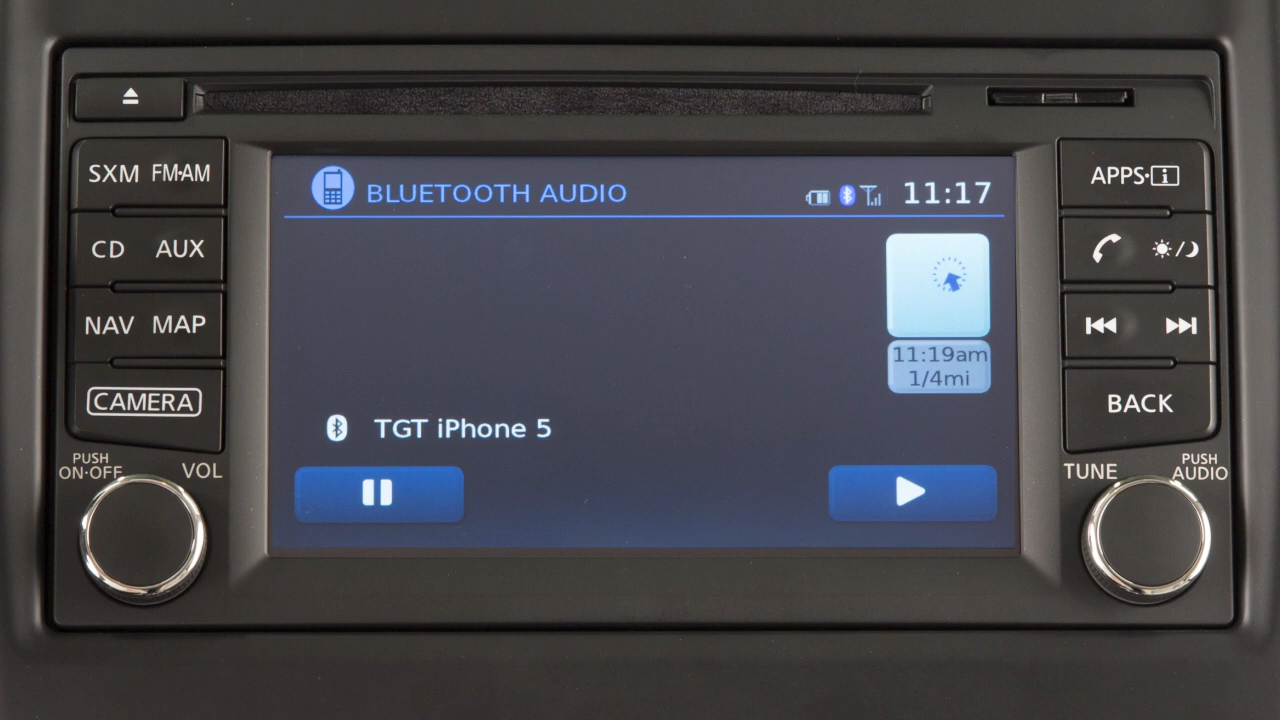 SXM FM·AM
CD AUX
NAV MAP
CAMERA
PUSH
ON·OFF
VOL
BLUETOOTH AUDIO
11:17
11:19am
1/4mi
TGT iPhone 5
APPS·i
BACK
TUNE
PUSH
AUDIO